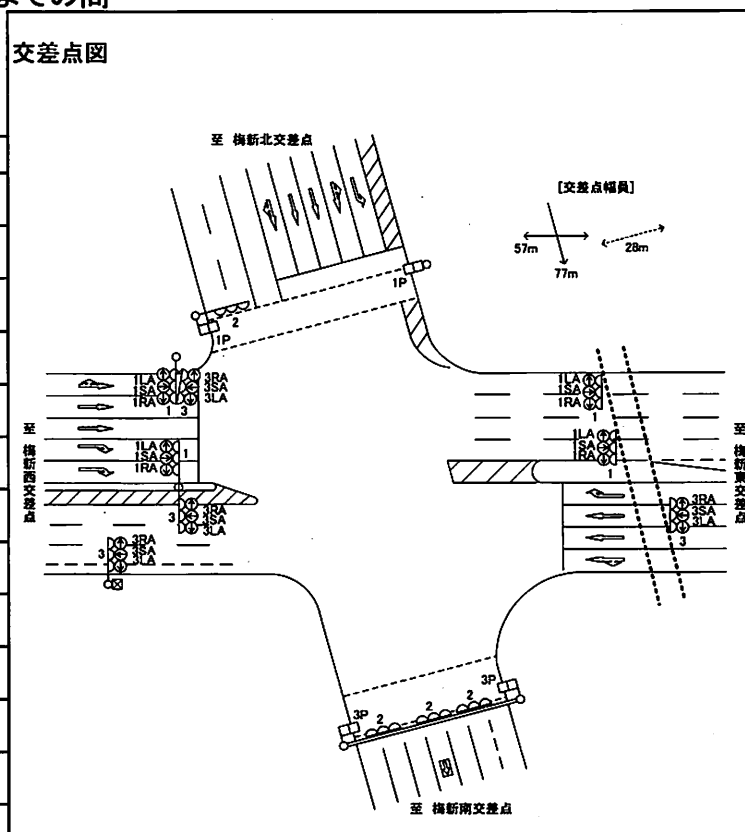 までの間
交差点図
至 梅新北交差点
[交差点幅員]
57m
28m
77m
1P
2
1P
1LA
1SA
1RA
1
3
3RA
3SA
3LA
1LA
1SA
1RA
1
1LA
1SA
1RA
1
1LA
1SA
1RA
1
至 梅新西交差点
至 梅新東交差点
3RA
3SA
3LA
3
3RA
3SA
3LA
3
3RA
3SA
3LA
3
3P
3P
2
2
2
至 梅新南交差点